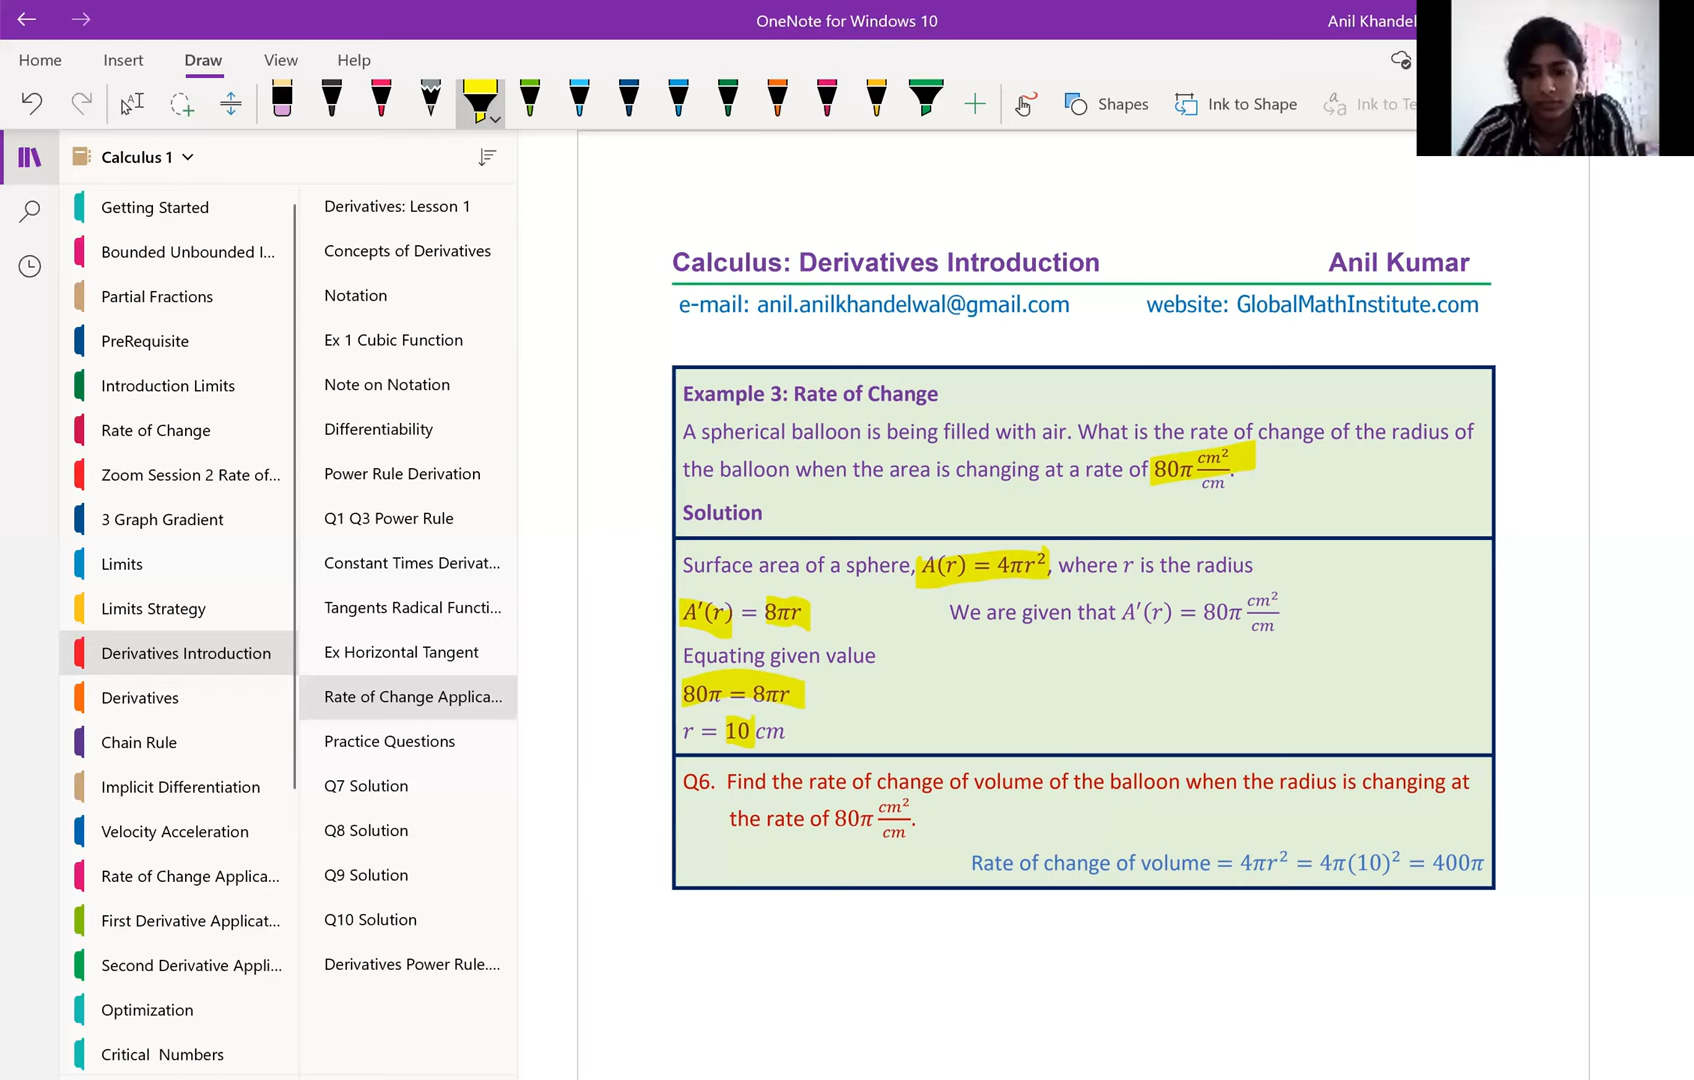 OneNote for Windows 10
Anil Khandel
Home Insert Draw View Help
Shapes Ink to Shape Ink to Te
Calculus 1
Getting Started
Bounded Unbounded I...
Partial Fractions
PreRequisite
Introduction Limits
Rate of Change
Zoom Session 2 Rate of...
3 Graph Gradient
Limits
Limits Strategy
Derivatives Introduction
Derivatives
Chain Rule
Implicit Differentiation
Velocity Acceleration
Rate of Change Applica...
First Derivative Applicat...
Second Derivative Appli...
Optimization
Critical Numbers
Derivatives: Lesson 1
Concepts of Derivatives
Notation
Ex 1 Cubic Function
Note on Notation
Differentiability
Power Rule Derivation
Q1 Q3 Power Rule
Constant Times Derivat...
Tangents Radical Functi...
Ex Horizontal Tangent
Rate of Change Applica...
Practice Questions
Q7 Solution
Q8 Solution
Q9 Solution
Q10 Solution
Derivatives Power Rule....
Calculus: Derivatives Introduction Anil Kumar
e-mail: anil.anilkhandelwal@gmail.com website: GlobalMathInstitute.com
Example 3: Rate of Change
A spherical balloon is being filled with air. What is the rate of change of the radius of
the balloon when the area is changing at a rate of 80π cm²/cm.
Solution
Surface area of a sphere, A(r) = 4πr², where r is the radius
A′(r) = 8πr We are given that A′(r) = 80π cm²/cm
Equating given value
80π = 8πr
r = 10 cm
Q6. Find the rate of change of volume of the balloon when the radius is changing at
the rate of 80π cm²/cm.
Rate of change of volume = 4πr² = 4π(10)² = 400π